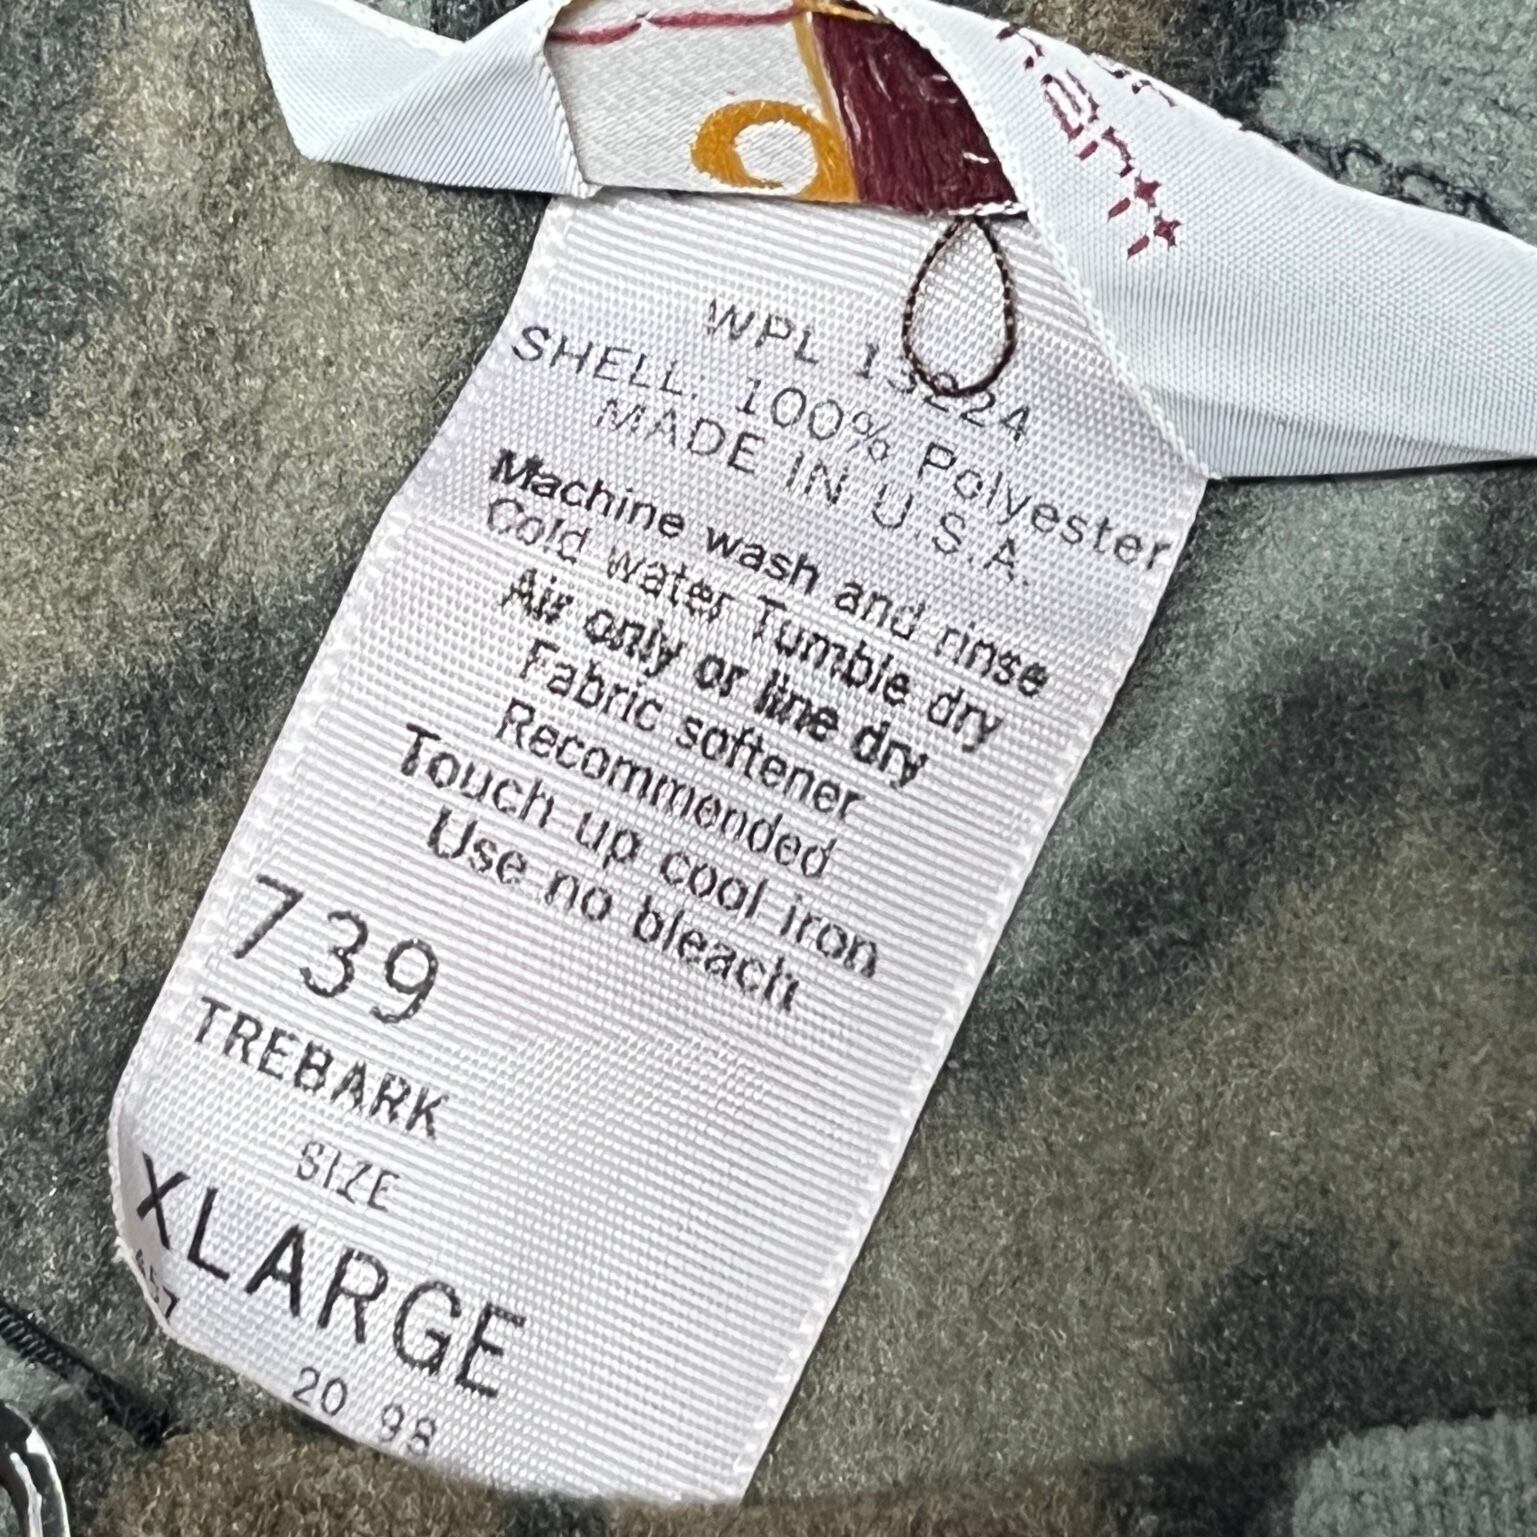 WPL 13224
SHELL: 100% Polyester
MADE IN U.S.A.
Machine wash and rinse
Cold water Tumble dry
Air only or line dry
Fabric softener
Recommended
Touch up cool iron
Use no bleach
739
TREBARK
SIZE
XLARGE
20 98